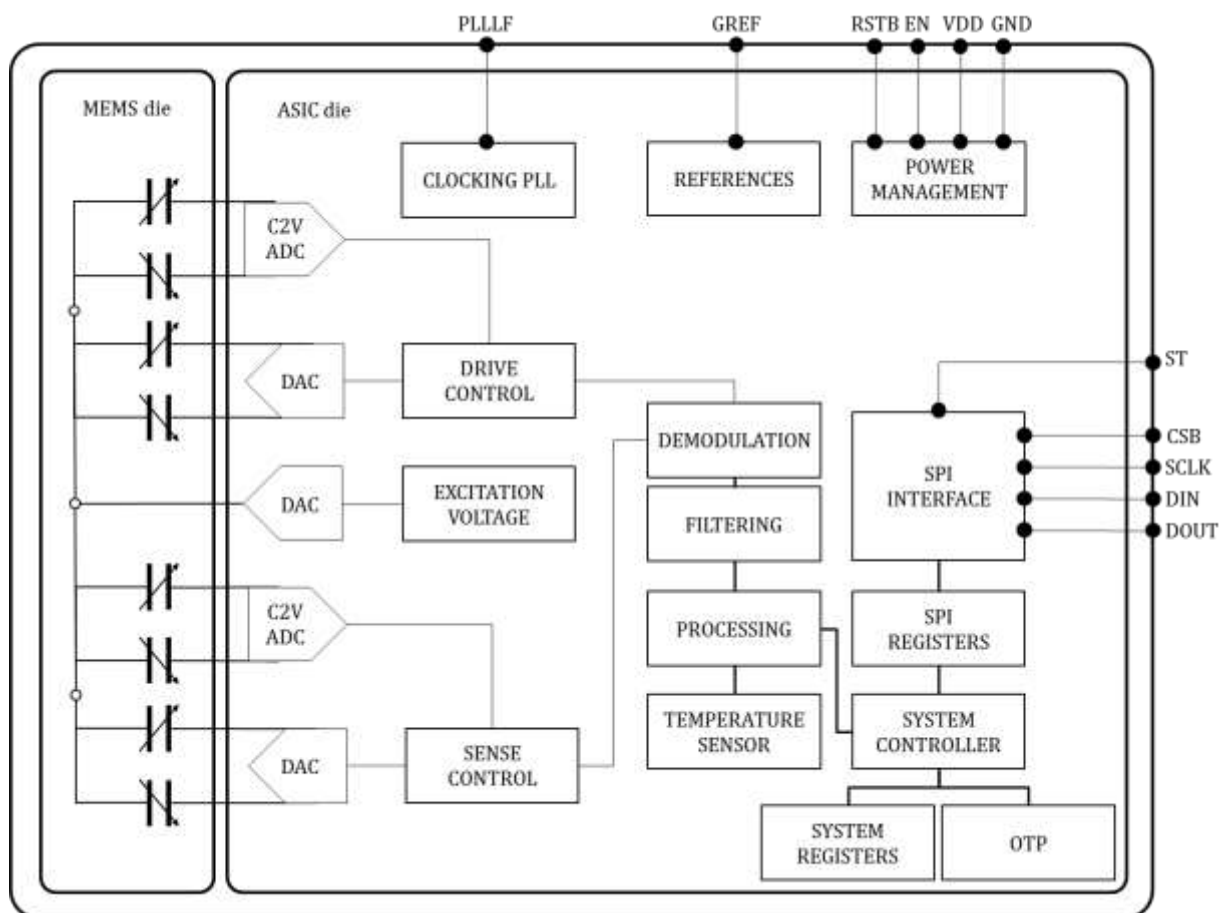 PLLLF
GREF
RSTB EN VDD GND
MEMS die
ASIC die
CLOCKING PLL
REFERENCES
POWER
MANAGEMENT
C2V
ADC
DAC
DRIVE
CONTROL
ST
DEMODULATION
CSB
SCLK
DIN
DOUT
SPI
INTERFACE
DAC
EXCITATION
VOLTAGE
FILTERING
C2V
ADC
PROCESSING
SPI
REGISTERS
DAC
SENSE
CONTROL
TEMPERATURE
SENSOR
SYSTEM
CONTROLLER
SYSTEM
REGISTERS
OTP